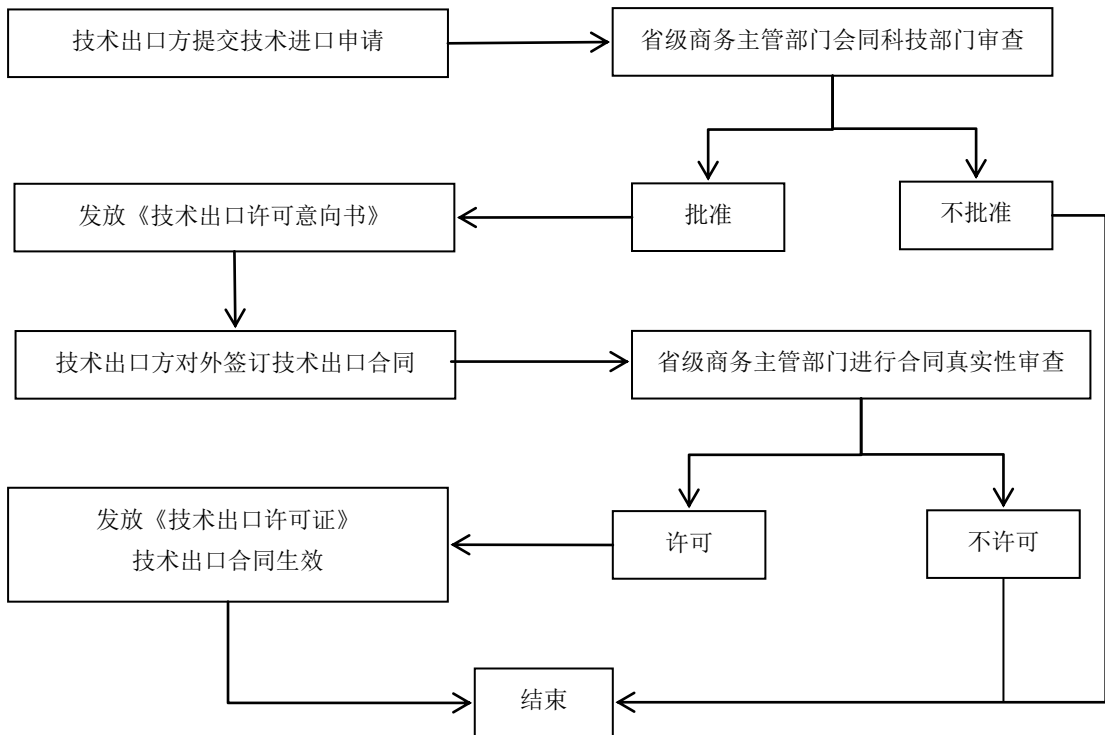 技术出口方提交技术进口申请
省级商务主管部门会同科技部门审查
批准
不批准
发放《技术出口许可意向书》
技术出口方对外签订技术出口合同
省级商务主管部门进行合同真实性审查
发放《技术出口许可证》
技术出口合同生效
许可
不许可
结束